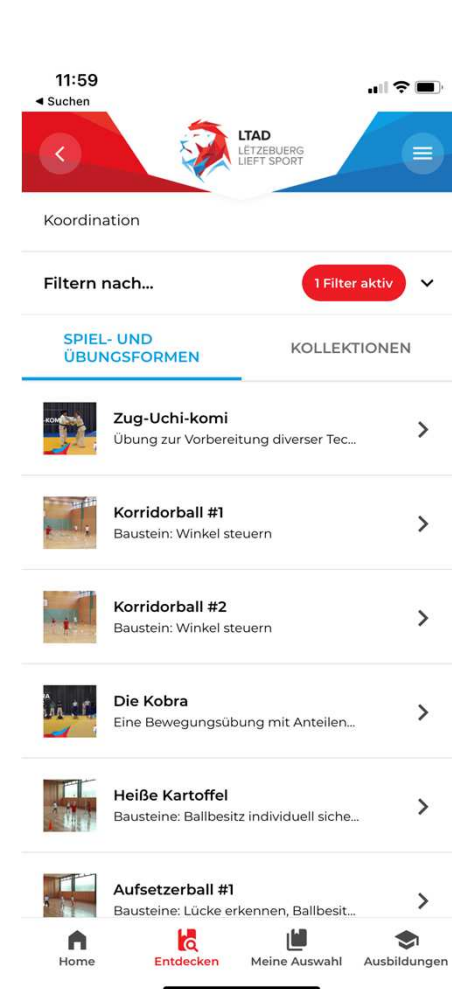 11:59
◄ Suchen
LTAD
LËTZEBUERG
LIEFT SPORT
Koordination
Filtern nach...
1 Filter aktiv
SPIEL- UND
ÜBUNGSFORMEN
KOLLEKTIONEN
Zug-Uchi-komi
Übung zur Vorbereitung diverser Tec...
Korridorball #1
Baustein: Winkel steuern
Korridorball #2
Baustein: Winkel steuern
Die Kobra
Eine Bewegungsübung mit Anteilen...
Heiße Kartoffel
Bausteine: Ballbesitz individuell siche...
Aufsetzerball #1
Bausteine: Lücke erkennen, Ballbesit...
Home
Entdecken
Meine Auswahl
Ausbildungen